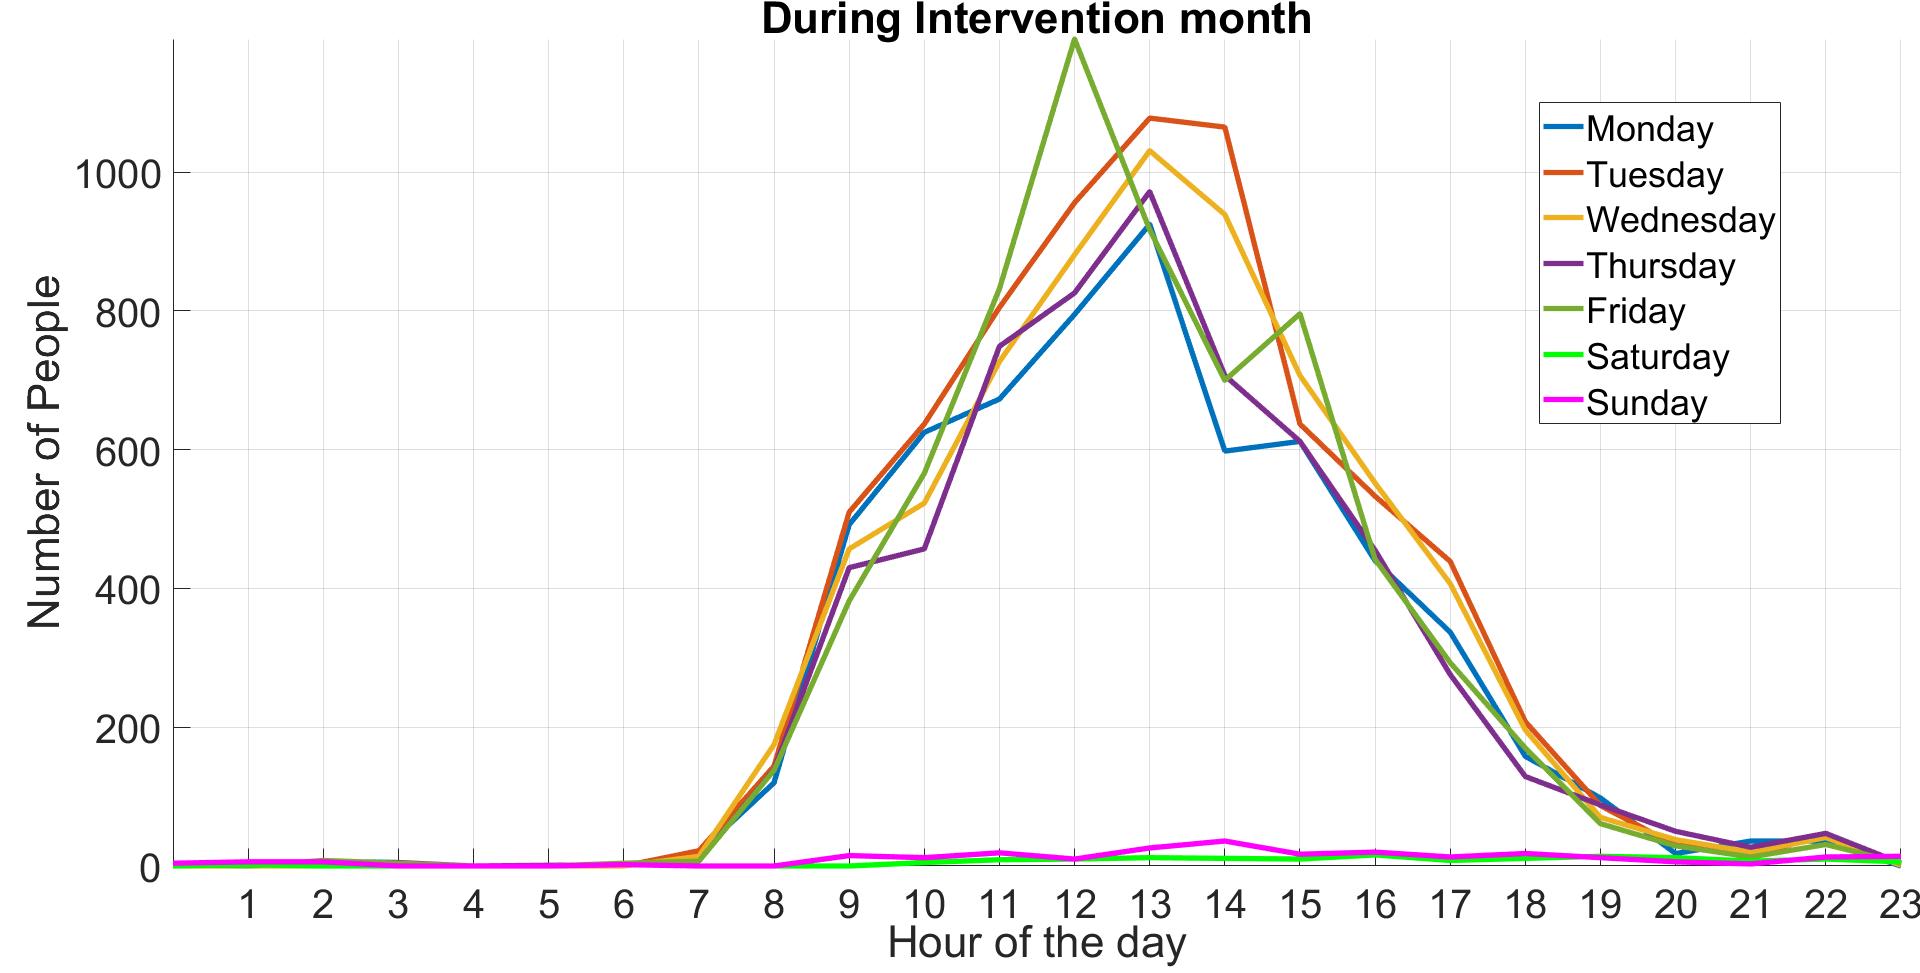 During Intervention month
Number of People
1000
800
600
400
200
0
Monday
Tuesday
Wednesday
Thursday
Friday
Saturday
Sunday
1 2 3 4 5 6 7 8 9 10 11 12 13 14 15 16 17 18 19 20 21 22 23
Hour of the day